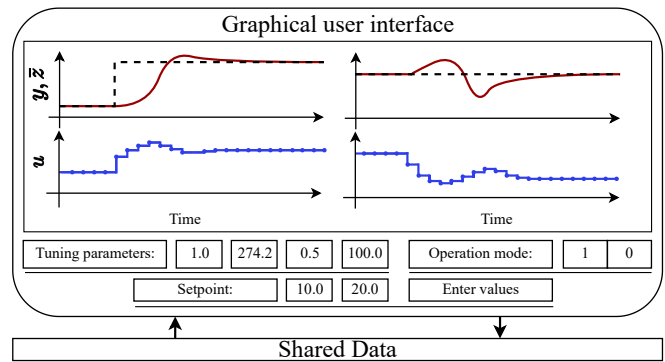 Graphical user interface
y, z̄
u
Time Time
Tuning parameters: 1.0 274.2 0.5 100.0 Operation mode: 1 0
Setpoint: 10.0 20.0 Enter values
Shared Data